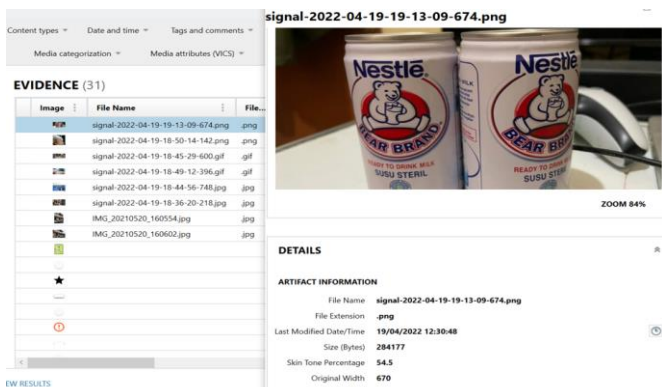 signal-2022-04-19-19-13-09-674.png
Content types Date and time Tags and comments
Media categorization Media attributes (VICS)
EVIDENCE (31)
Image File Name File...
signal-2022-04-19-19-13-09-674.png .png
signal-2022-04-19-18-50-14-142.png .png
signal-2022-04-19-18-45-29-600.gif .gif
signal-2022-04-19-18-49-12-396.gif .gif
signal-2022-04-19-18-44-56-748.jpg .jpg
signal-2022-04-19-18-36-20-218.jpg .jpg
IMG_20210520_160554.jpg .jpg
IMG_20210520_160602.jpg .jpg
EW RESULTS
Nestlé
BEAR BRAND
READY TO DRINK MILK
SUSU STERIL
Nestlé
BEAR BRAND
READY TO DRINK
SUSU STE
ZOOM 84%
DETAILS
ARTIFACT INFORMATION
File Name signal-2022-04-19-19-13-09-674.png
File Extension .png
Last Modified Date/Time 19/04/2022 12:30:48
Size (Bytes) 284177
Skin Tone Percentage 54.5
Original Width 670